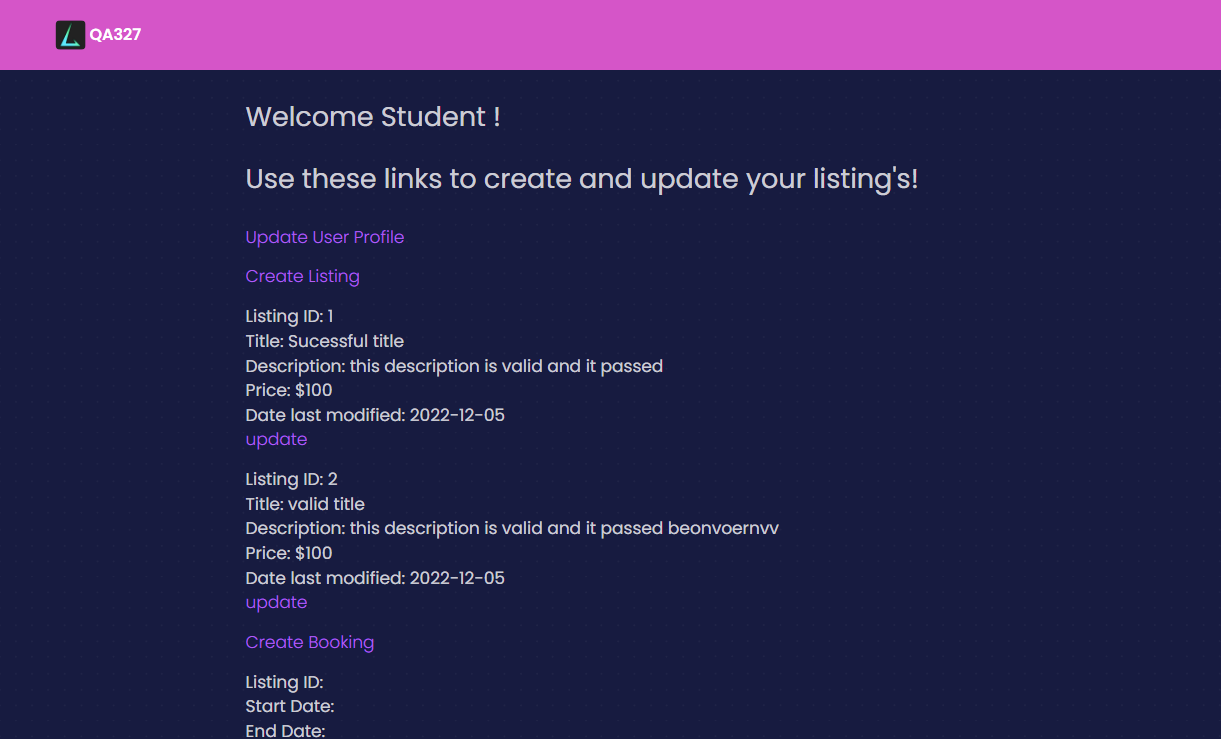 QA327
Welcome Student !
Use these links to create and update your listing's!
Update User Profile
Create Listing
Listing ID: 1
Title: Sucessful title
Description: this description is valid and it passed
Price: $100
Date last modified: 2022-12-05
update
Listing ID: 2
Title: valid title
Description: this description is valid and it passed beonvoernvv
Price: $100
Date last modified: 2022-12-05
update
Create Booking
Listing ID:
Start Date:
End Date: